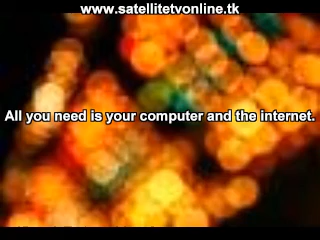 www.satellitetvonline.tk
All you need is your computer and the internet.